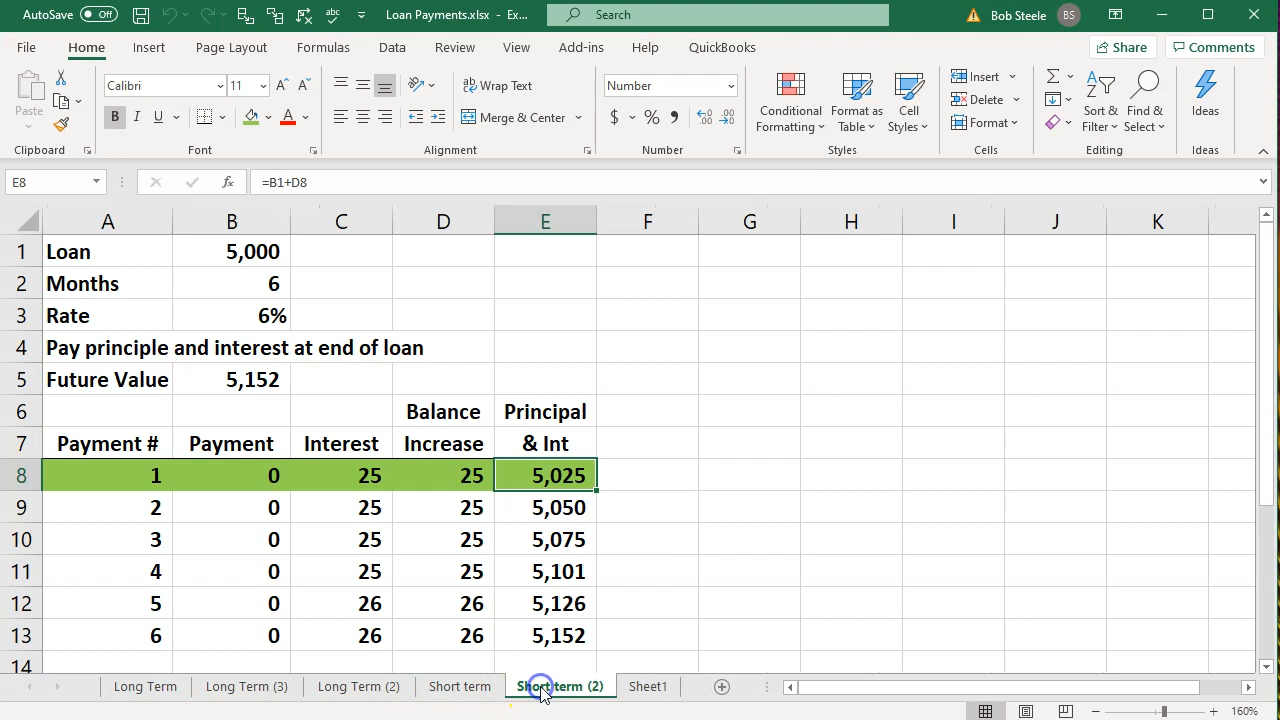 AutoSave Off Loan Payments.xlsx - Ex... Search Bob Steele BS
File Home Insert Page Layout Formulas Data Review View Add-ins Help QuickBooks Share Comments
Paste Calibri 11 A A Wrap Text Number Conditional Formatting Format as Table Cell Styles Insert Delete Format Sort & Filter Find & Select Ideas
B I U A Merge & Center $ % ,
Clipboard Font Alignment Number Styles Cells Editing Ideas
E8 fx =B1+D8
A B C D E F G H I J K
1 Loan 5,000
2 Months 6
3 Rate 6%
4 Pay principle and interest at end of loan
5 Future Value 5,152
6 Balance Principal
7 Payment # Payment Interest Increase & Int
8 1 0 25 25 5,025
9 2 0 25 25 5,050
10 3 0 25 25 5,075
11 4 0 25 25 5,101
12 5 0 26 26 5,126
13 6 0 26 26 5,152
14
Long Term Long Term (3) Long Term (2) Short term Short term (2) Sheet1
160%